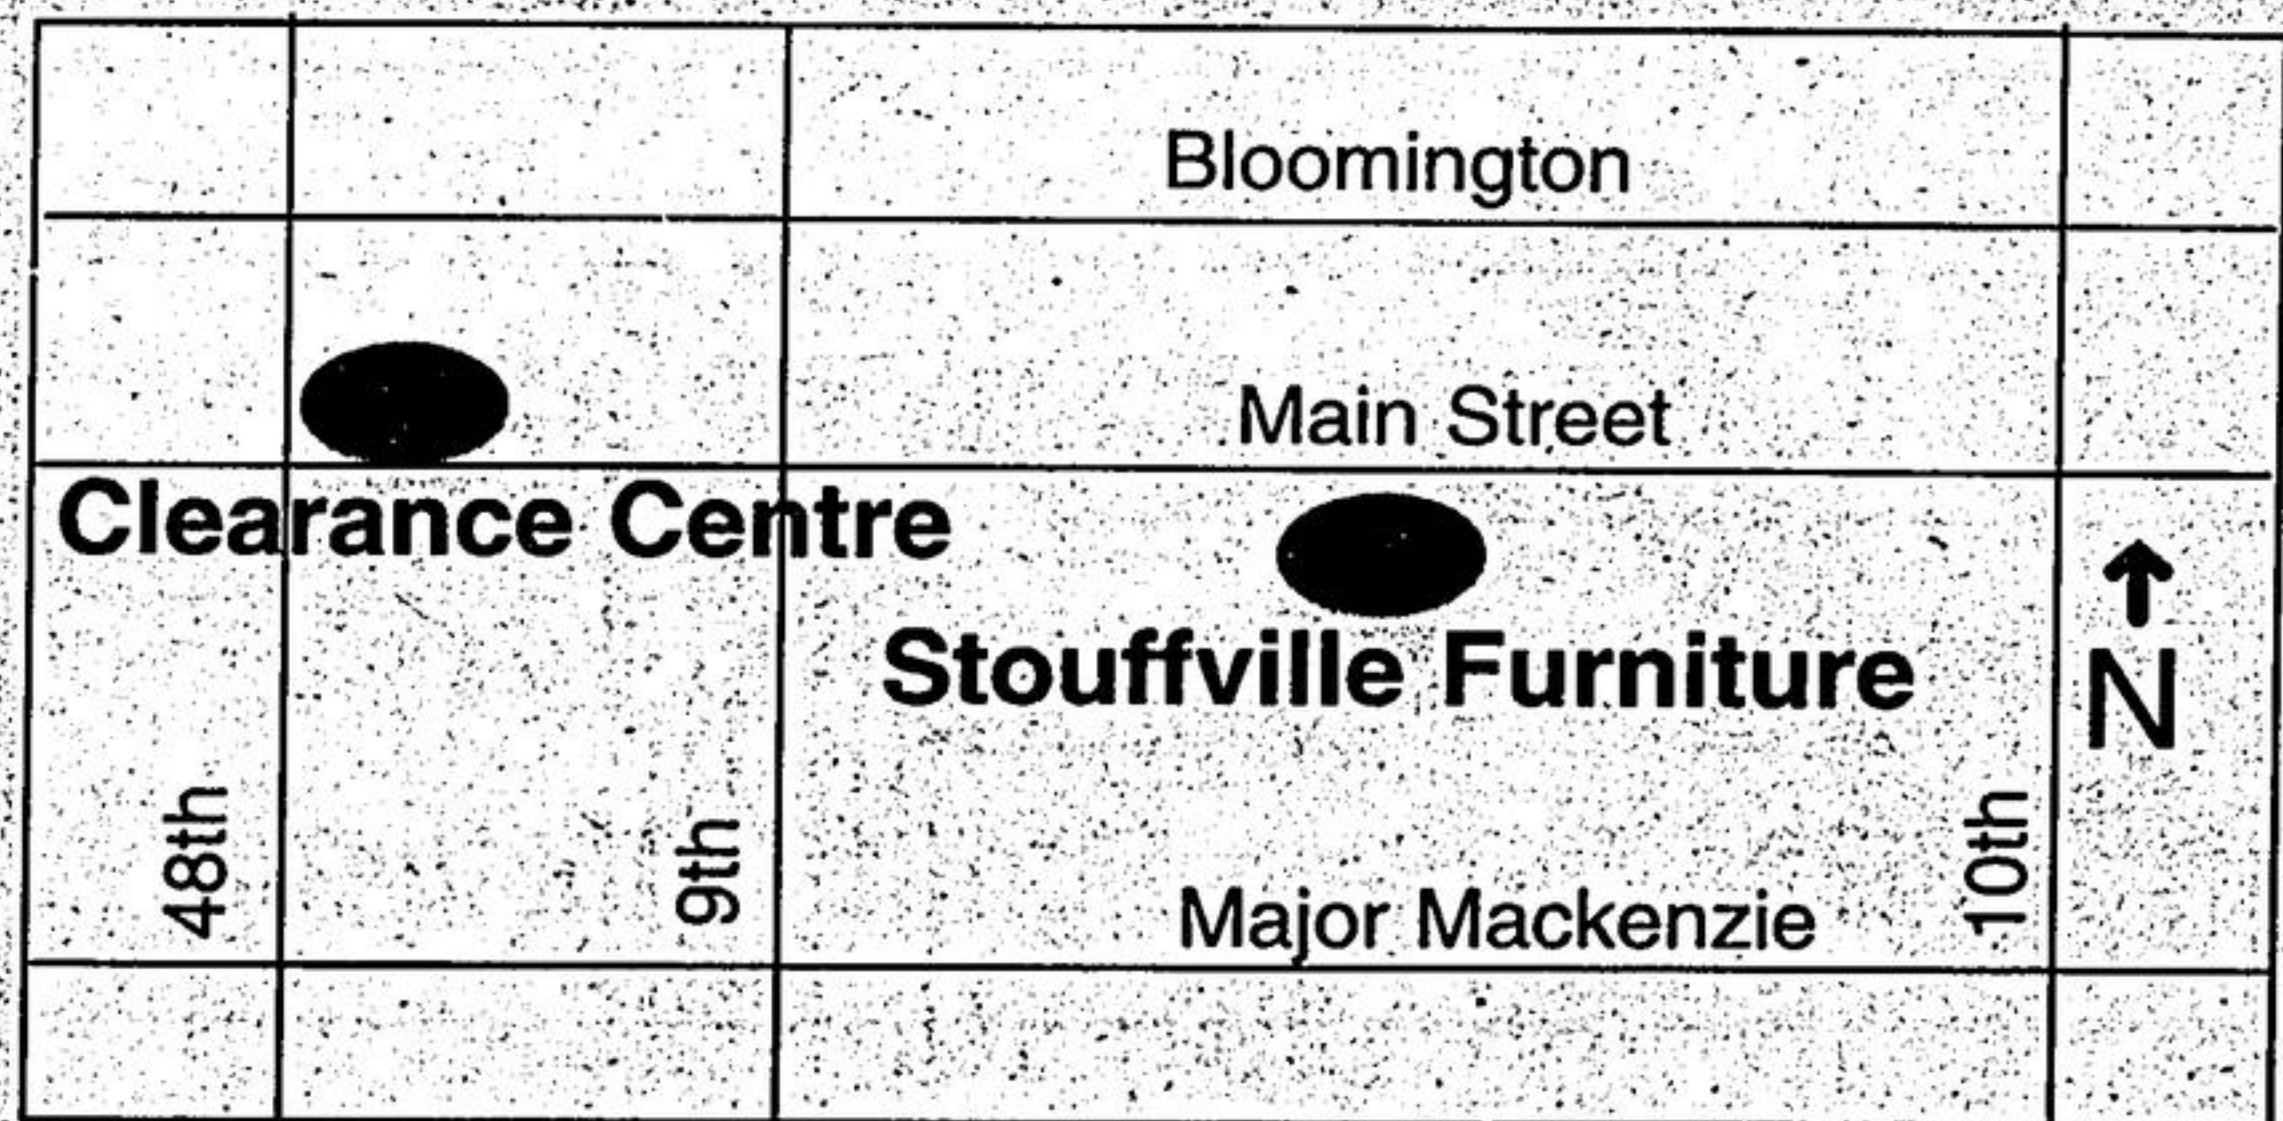 Bloomington
Main Street
Clearance Centre
Stouffville Furniture
N
48th
9th
10th
Major Mackenzie